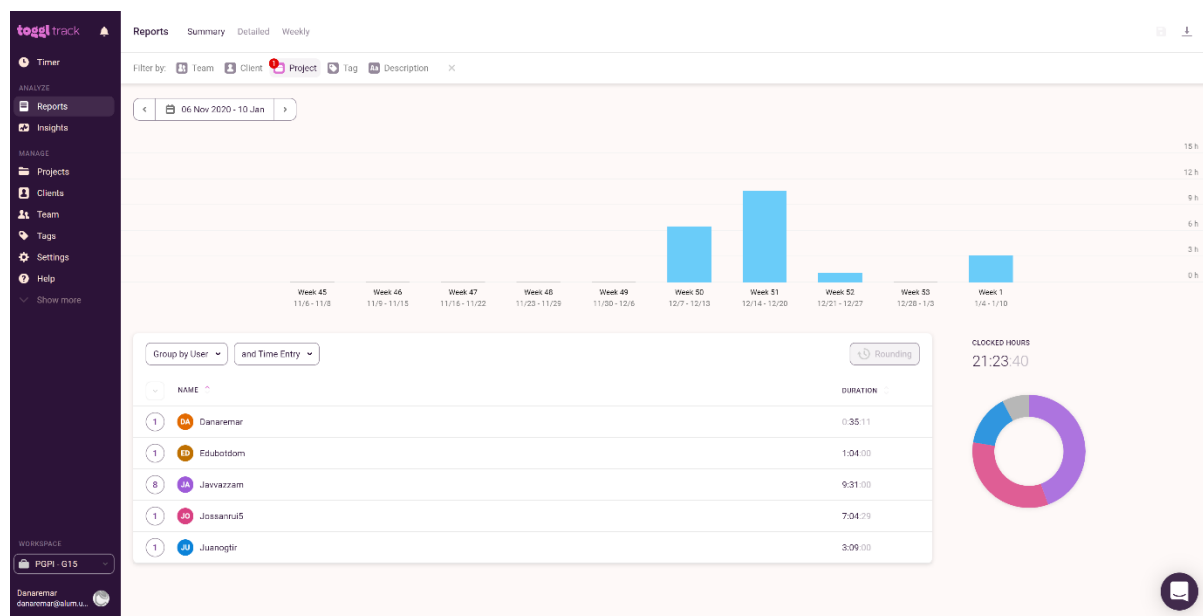 toggl track
Reports Summary Detailed Weekly
Timer
Filter by: Team Client 1 Project Tag Description
ANALYZE
Reports
06 Nov 2020 - 10 Jan
Insights
MANAGE
Projects
Clients
Team
Tags
Settings
Help
Show more
15 h
12 h
9 h
6 h
3 h
0 h
Week 45 Week 46 Week 47 Week 48 Week 49 Week 50 Week 51 Week 52 Week 53 Week 1
11/6 - 11/8 11/9 - 11/15 11/16 - 11/22 11/23 - 11/29 11/30 - 12/6 12/7 - 12/13 12/14 - 12/20 12/21 - 12/27 12/28 - 1/3 1/4 - 1/10
Group by User and Time Entry Rounding
NAME DURATION
1 DA Danaremar 0:35:11
1 ED Edubotdom 1:04:00
8 JA Javvazzam 9:31:00
1 JO Jossanrui5 7:04:29
1 JU Juanogtir 3:09:00
CLOCKED HOURS
21:23:40
WORKSPACE
PGPI - G15
Danaremar
danaremar@alum.u...